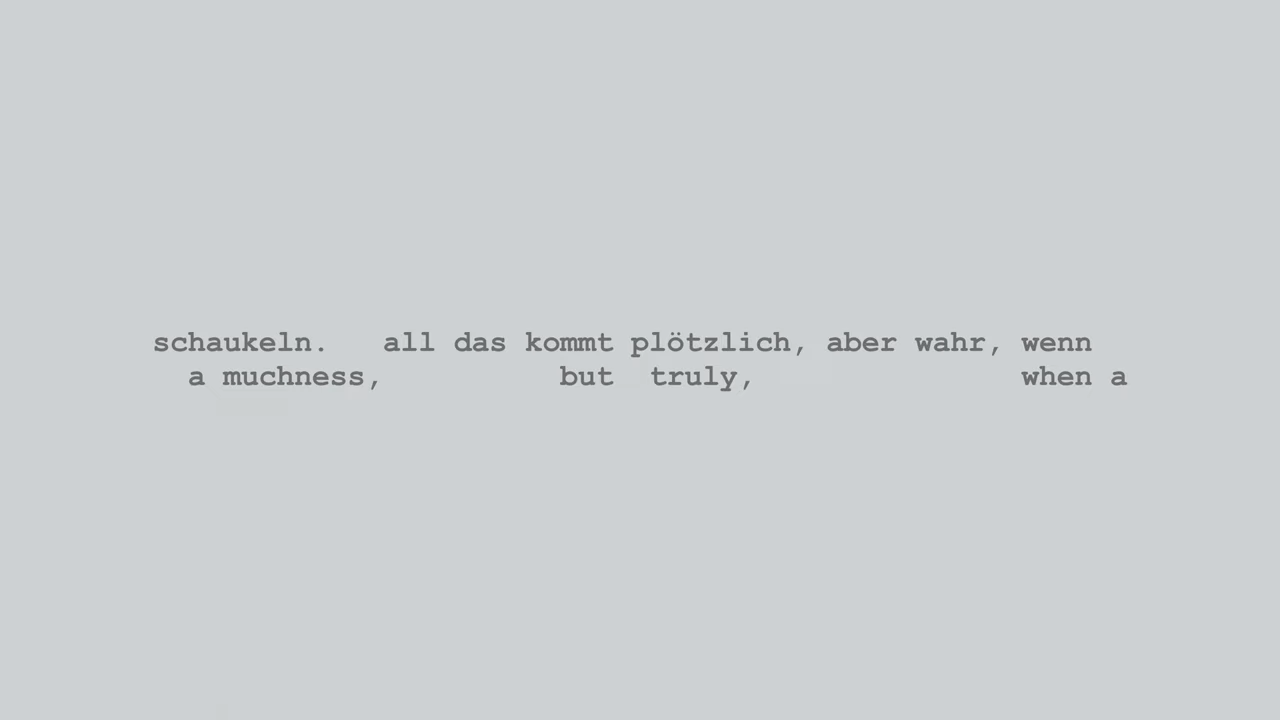 schaukeln.   all das kommt plötzlich, aber wahr, wenn
a muchness,          but  truly,               when a